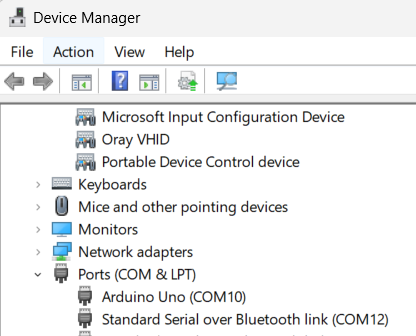 Device Manager
File Action View Help
Microsoft Input Configuration Device
Oray VHID
Portable Device Control device
Keyboards
Mice and other pointing devices
Monitors
Network adapters
Ports (COM & LPT)
Arduino Uno (COM10)
Standard Serial over Bluetooth link (COM12)